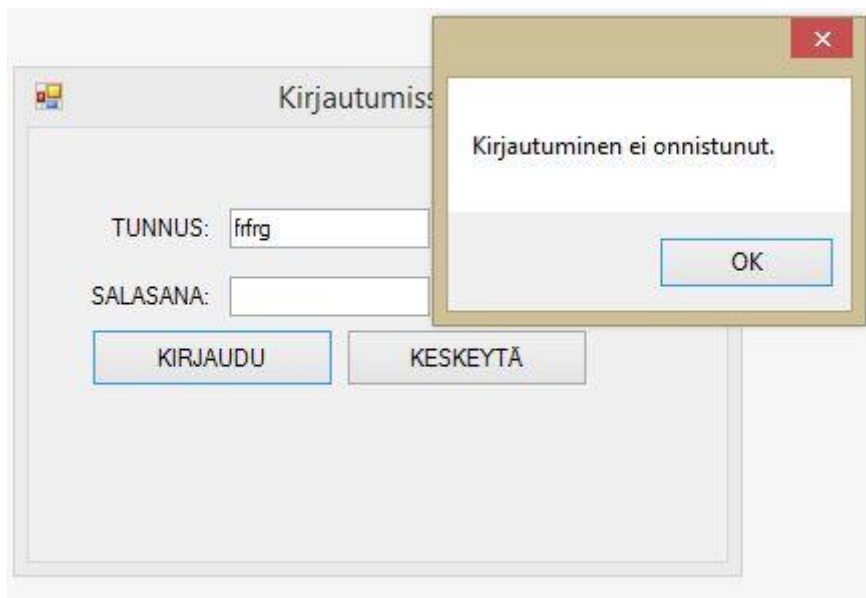 Kirjautumiss
Kirjautuminen ei onnistunut.
OK
TUNNUS: frfrg
SALASANA:
KIRJAUDU KESKEYTÄ